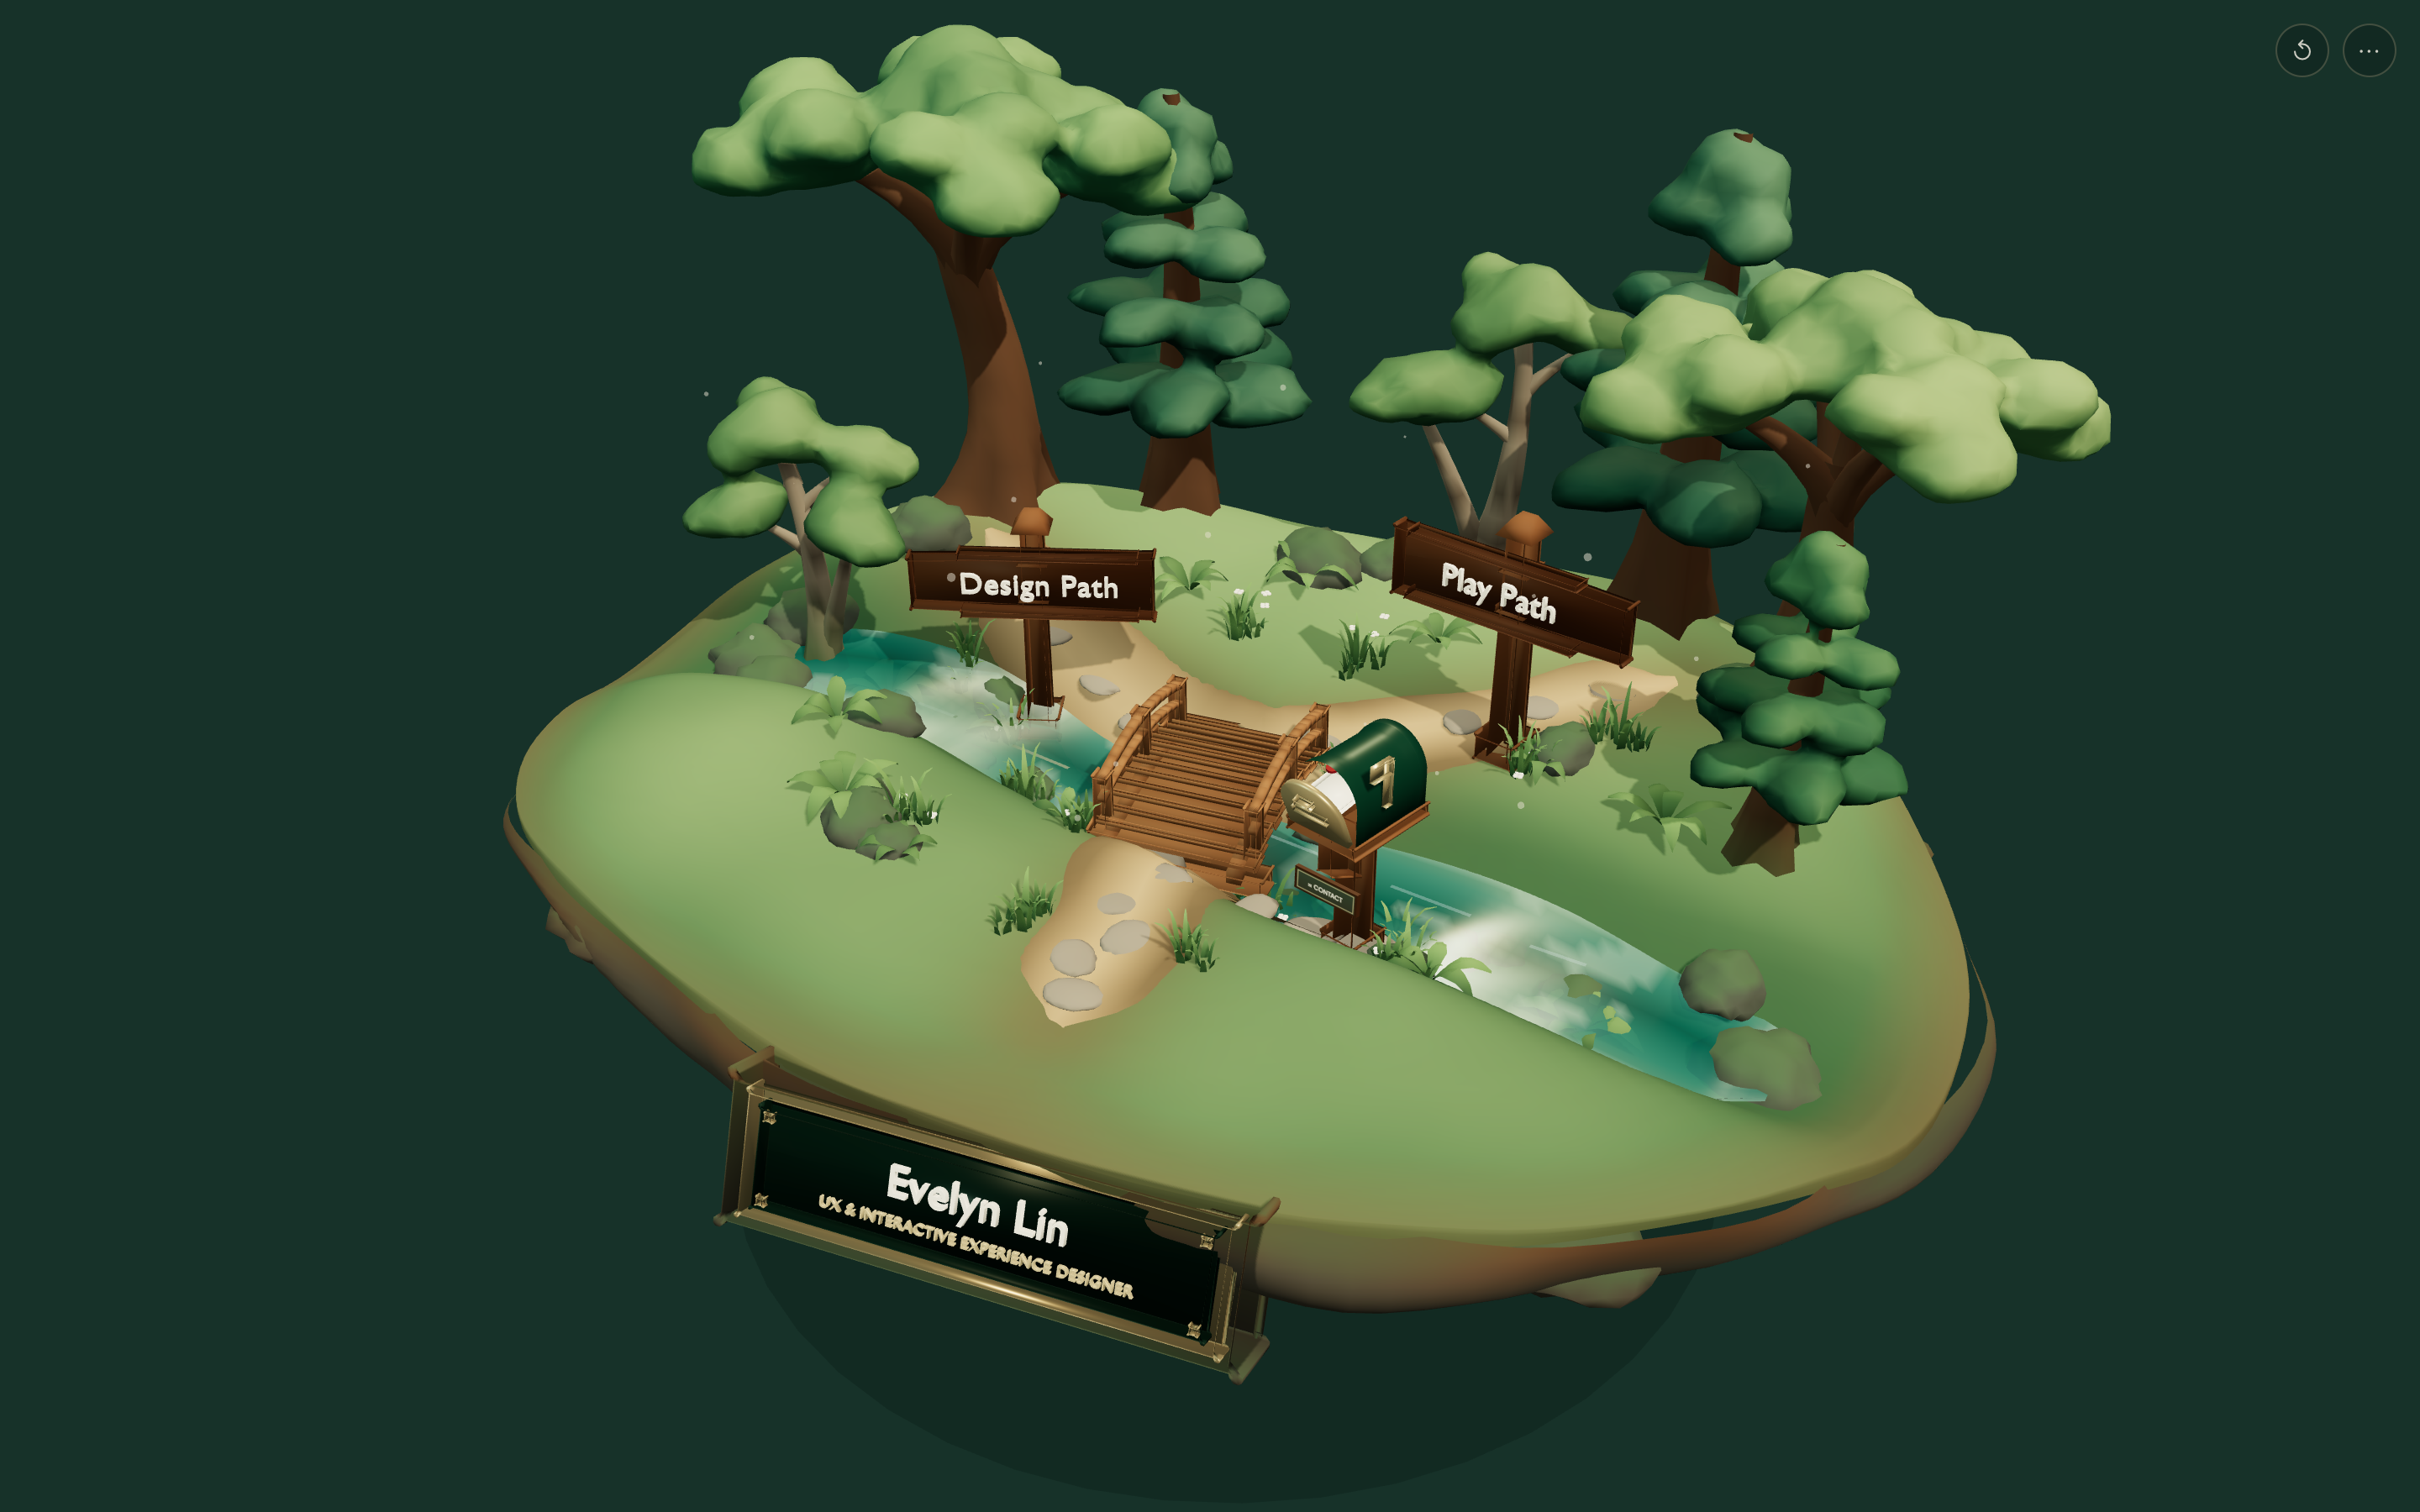 Design Path
Play Path
CONTACT
Evelyn Lin
UX & INTERACTIVE EXPERIENCE DESIGNER